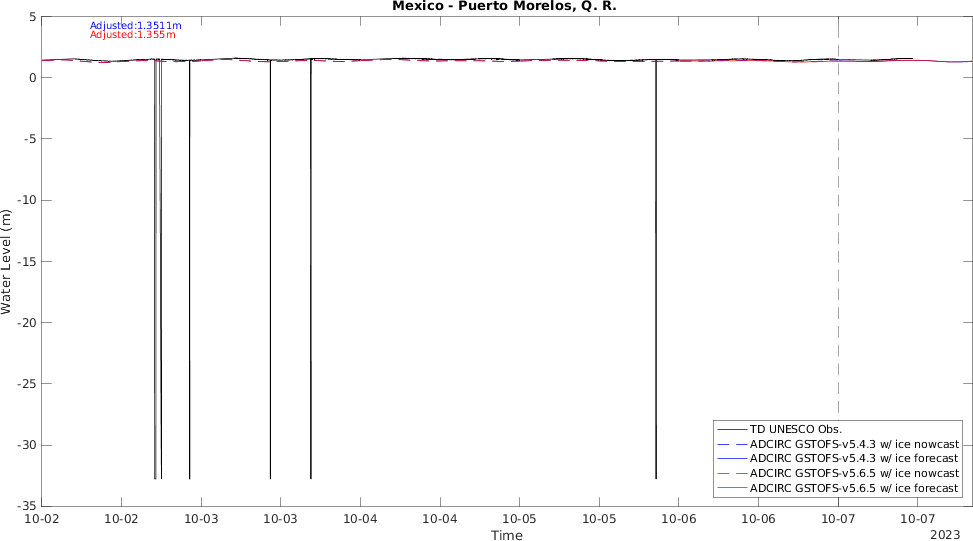 Mexico - Puerto Morelos, Q. R.
Adjusted:1.3511m
Adjusted:1.355m
5
0
-5
-10
-15
-20
-25
-30
-35
Water Level (m)
TD UNESCO Obs.
ADCIRC GSTOFS-v5.4.3 w/ ice nowcast
ADCIRC GSTOFS-v5.4.3 w/ ice forecast
ADCIRC GSTOFS-v5.6.5 w/ ice nowcast
ADCIRC GSTOFS-v5.6.5 w/ ice forecast
10-02 10-02 10-03 10-03 10-04 10-04 10-05 10-05 10-06 10-06 10-07 10-07
Time
2023